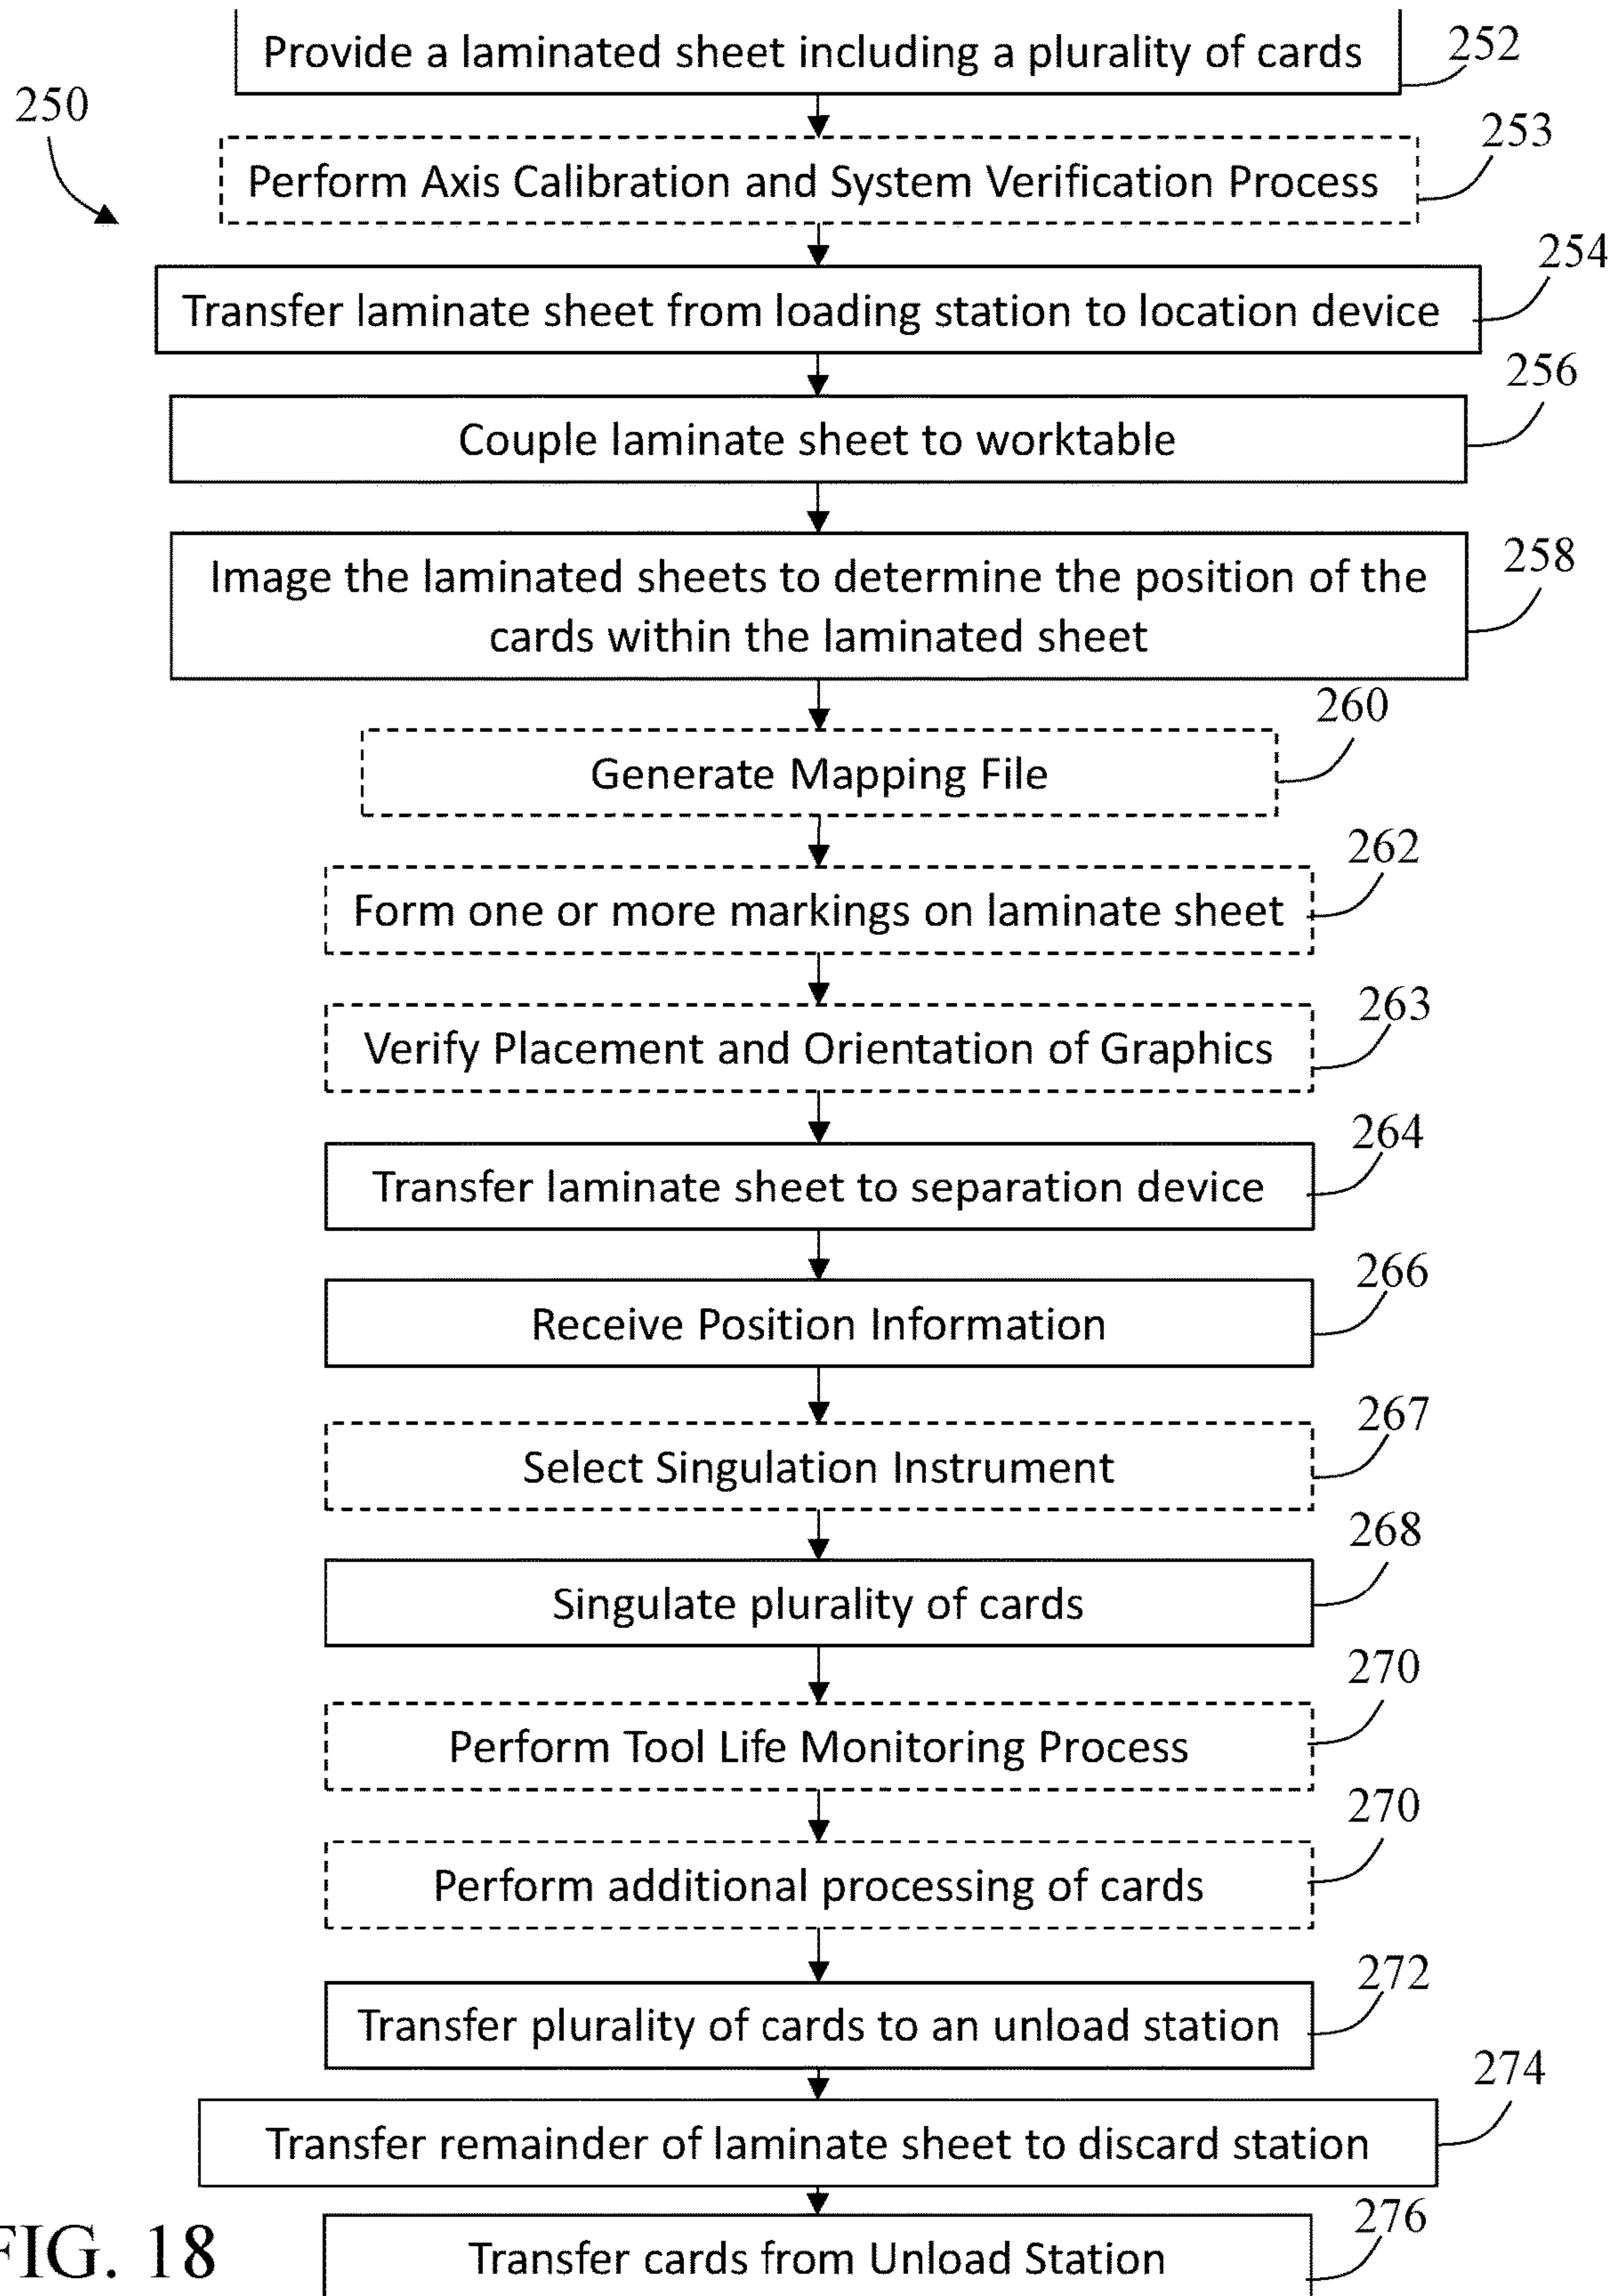 Provide a laminated sheet including a plurality of cards
252
250
253
Perform Axis Calibration and System Verification Process
254
Transfer laminate sheet from loading station to location device
256
Couple laminate sheet to worktable
258
Image the laminated sheets to determine the position of the
cards within the laminated sheet
260
Generate Mapping File
262
Form one or more markings on laminate sheet
263
Verify Placement and Orientation of Graphics
264
Transfer laminate sheet to separation device
266
Receive Position Information
267
Select Singulation Instrument
268
Singulate plurality of cards
270
Perform Tool Life Monitoring Process
270
Perform additional processing of cards
272
Transfer plurality of cards to an unload station
274
Transfer remainder of laminate sheet to discard station
276
Transfer cards from Unload Station
FIG. 18